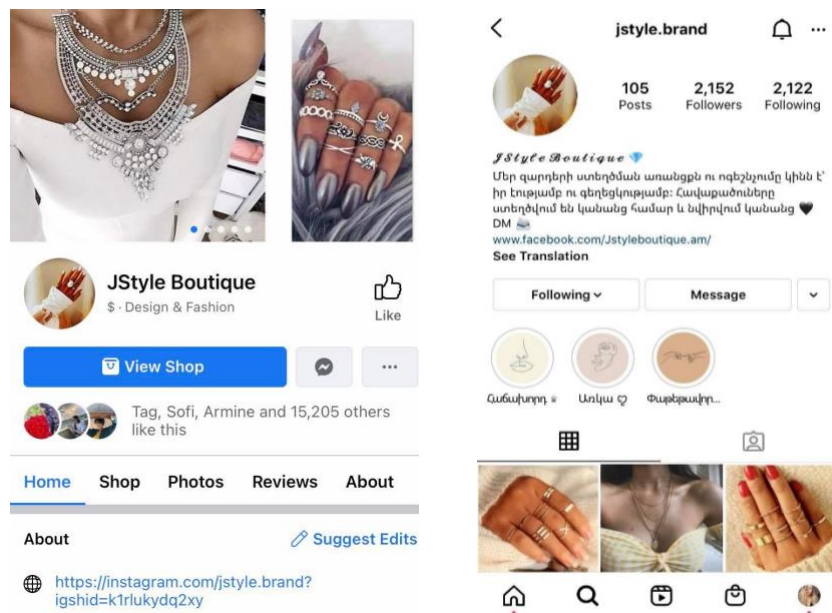 JStyle Boutique
$ · Design & Fashion
Like
View Shop
Tag, Sofi, Armine and 15,205 others
like this
Home Shop Photos Reviews About
About
Suggest Edits
https://instagram.com/jstyle.brand?
igshid=k1rlukydq2xy
jstyle.brand
105 2,152 2,122
Posts Followers Following
𝓙𝓢𝓽𝔂𝓵𝓮 𝓑𝓸𝓾𝓽𝓲𝓺𝓾𝓮 💎
Մեր զարդերի ստեղծման առանցքն ու ոգեշնչումը կինն է՝
իր էությամբ ու գեղեցկությամբ: Հավաքածուները
ստեղծվում են կանանց համար և նվիրվում կանանց 🖤
DM 📨
www.facebook.com/Jstyleboutique.am/
See Translation
Following Message
Հաճախորդ Առկա ღ Փաթեթավոր...